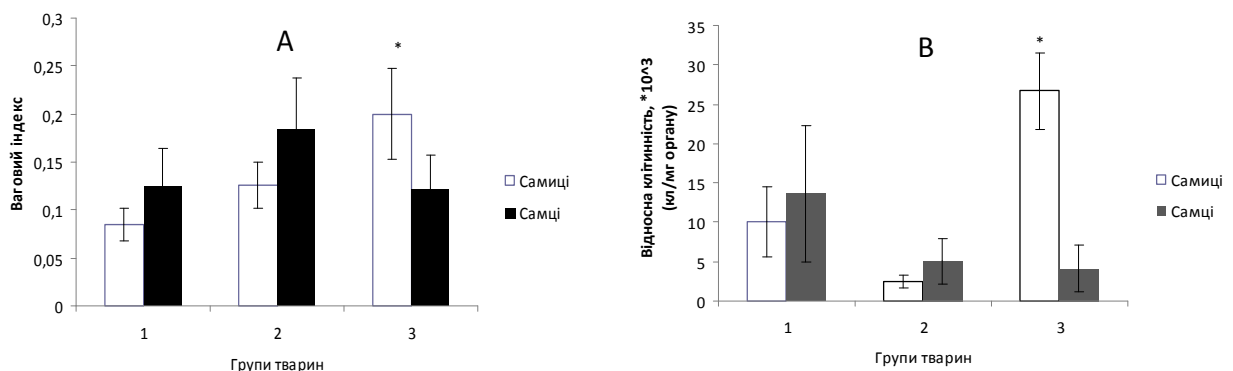 0,3
0,25
0,2
0,15
0,1
0,05
0
Ваговий індекс
A
*
1
2
3
Групи тварин
Самиці
Самці
35
30
25
20
15
10
5
0
Відносна клітинність, *10^3
(кл/мг органу)
B
*
1
2
3
Групи тварин
Самиці
Самці